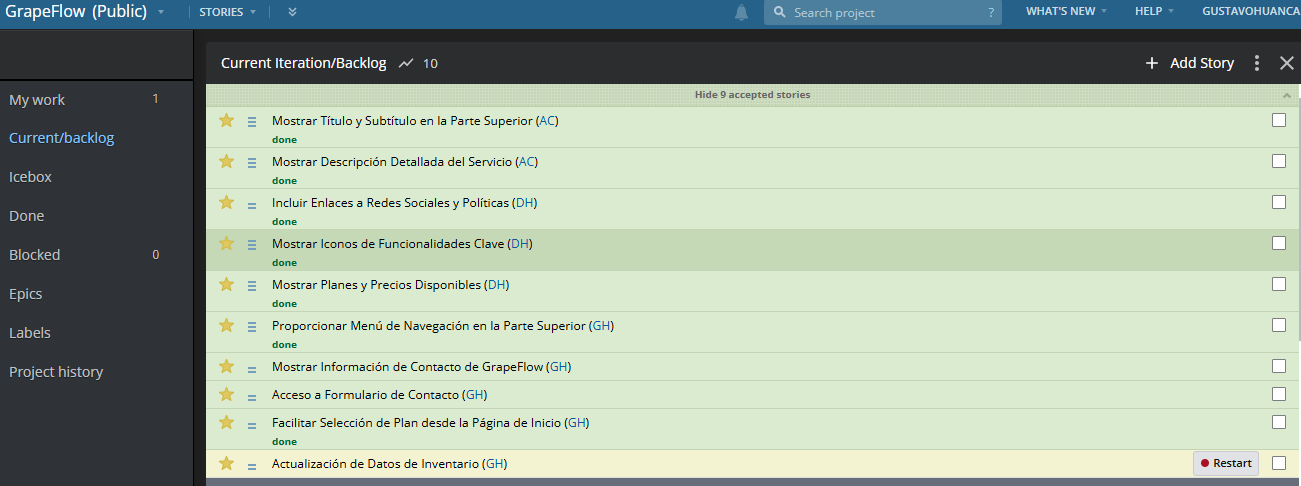 GrapeFlow (Public) STORIES Search project ? WHAT'S NEW HELP GUSTAVOHUANCA
Current Iteration/Backlog 10 + Add Story
Hide 9 accepted stories
My work 1
Current/backlog
Icebox
Done
Blocked 0
Epics
Labels
Project history
Mostrar Título y Subtítulo en la Parte Superior (AC)
done
Mostrar Descripción Detallada del Servicio (AC)
done
Incluir Enlaces a Redes Sociales y Políticas (DH)
done
Mostrar Iconos de Funcionalidades Clave (DH)
done
Mostrar Planes y Precios Disponibles (DH)
done
Proporcionar Menú de Navegación en la Parte Superior (GH)
done
Mostrar Información de Contacto de GrapeFlow (GH)
Acceso a Formulario de Contacto (GH)
Facilitar Selección de Plan desde la Página de Inicio (GH)
done
Actualización de Datos de Inventario (GH) Restart